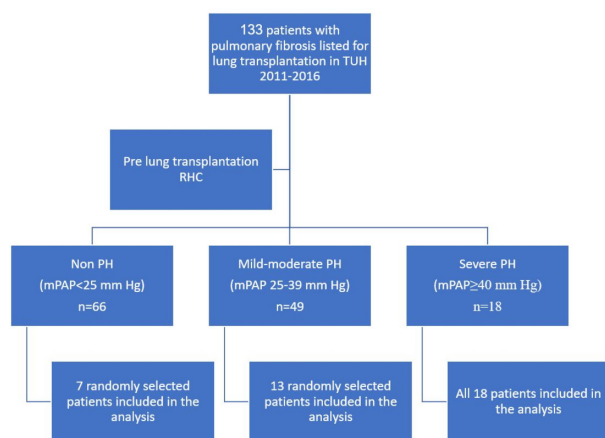 133 patients with
pulmonary fibrosis listed for
lung transplantation in TUH
2011-2016
Pre lung transplantation
RHC
Non PH
(mPAP<25 mm Hg)
n=66
Mild-moderate PH
(mPAP 25-39 mm Hg)
n=49
Severe PH
(mPAP≥40 mm Hg)
n=18
7 randomly selected
patients included in the
analysis
13 randomly selected
patients included in the
analysis
All 18 patients included in
the analysis